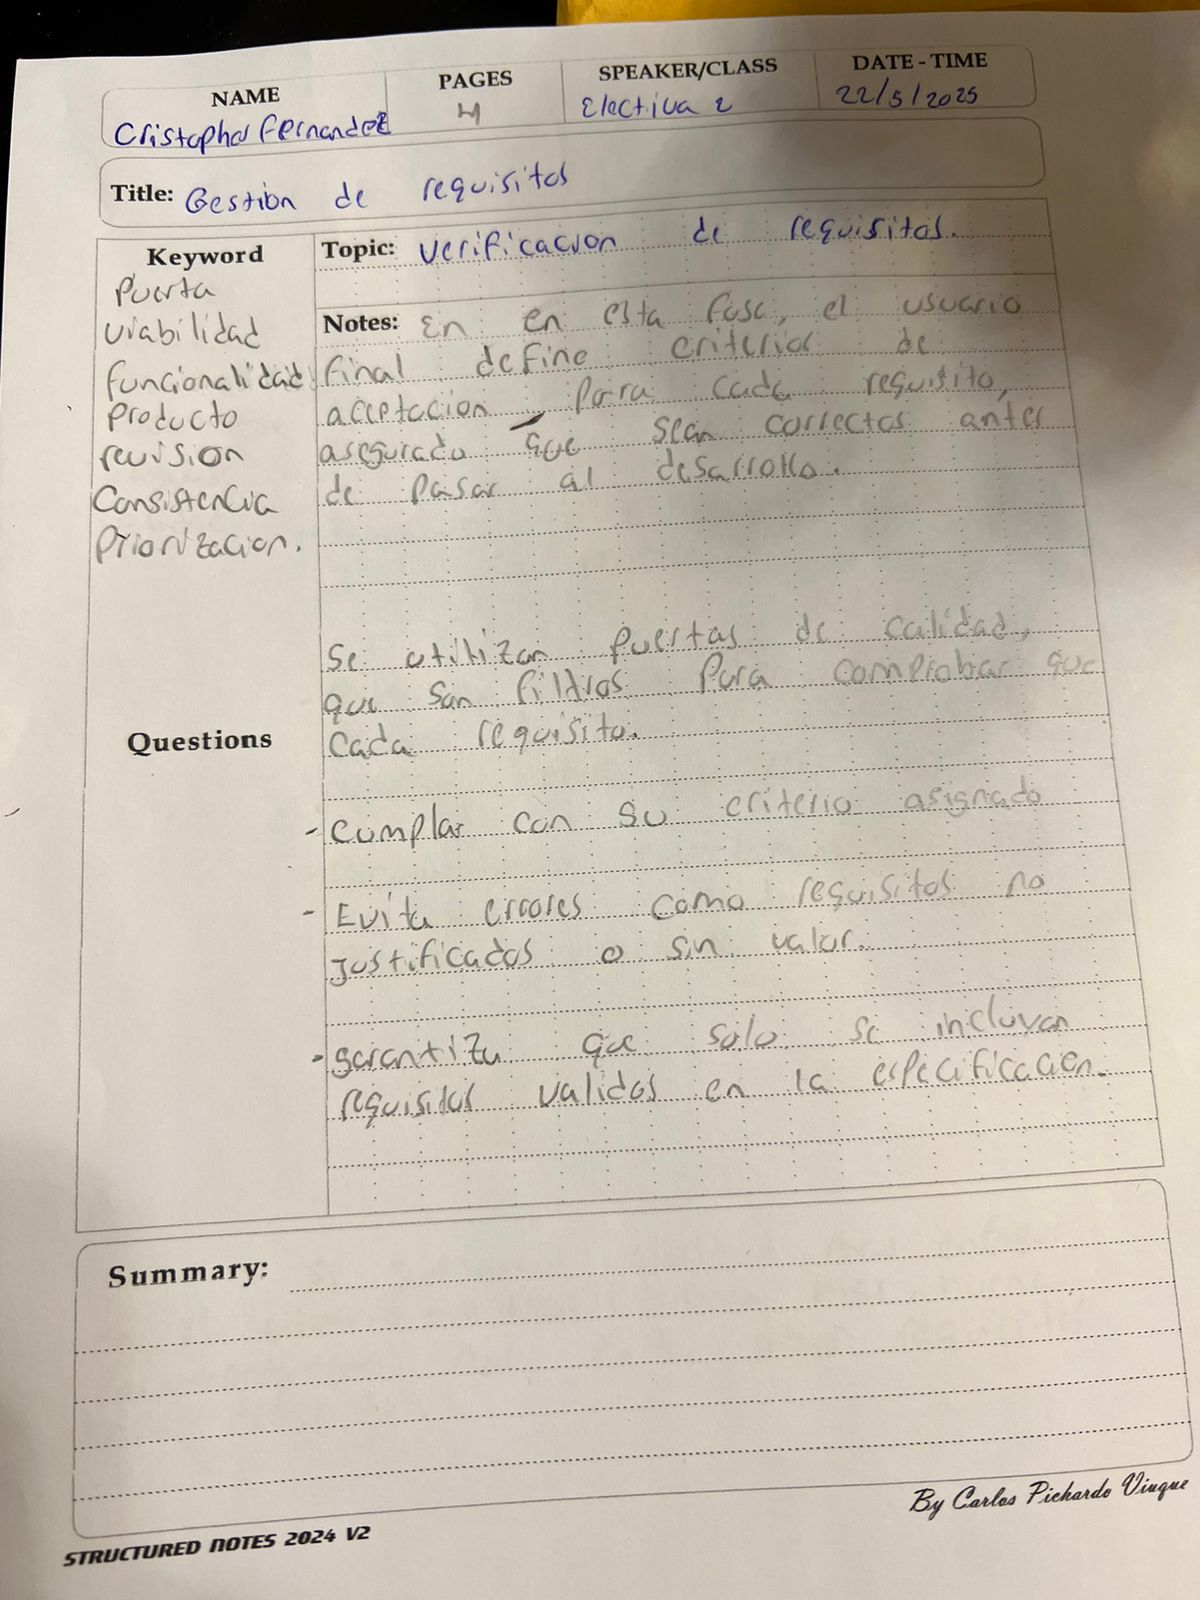 NAME
PAGES
SPEAKER/CLASS
DATE - TIME
Cristopher Fernandez
4
Electiva 2
22/5/2025
Title: Gestion de requisitos
Keyword
Puerta
viabilidad
funcionalidad
Producto
revision
Consistencia
Priorizacion.
Questions
Topic: verificacion de requisitos.
Notes: En en esta fase, el usuario
final define criterios de
aceptacion, para cada requisito,
asegurado que sean correctos antes
de pasar al desarrollo.
Se utilizan puertas de calidad,
que son filtros para comprobar que
cada requisito.
- Cumplar con su criterio asignado
- Evita errores como requisitos no
justificados o sin valor.
- garantiza que solo se incluyan
requisitos validos en la especificacion.
Summary:
By Carlos Pichardo Viuque
STRUCTURED NOTES 2024 V2